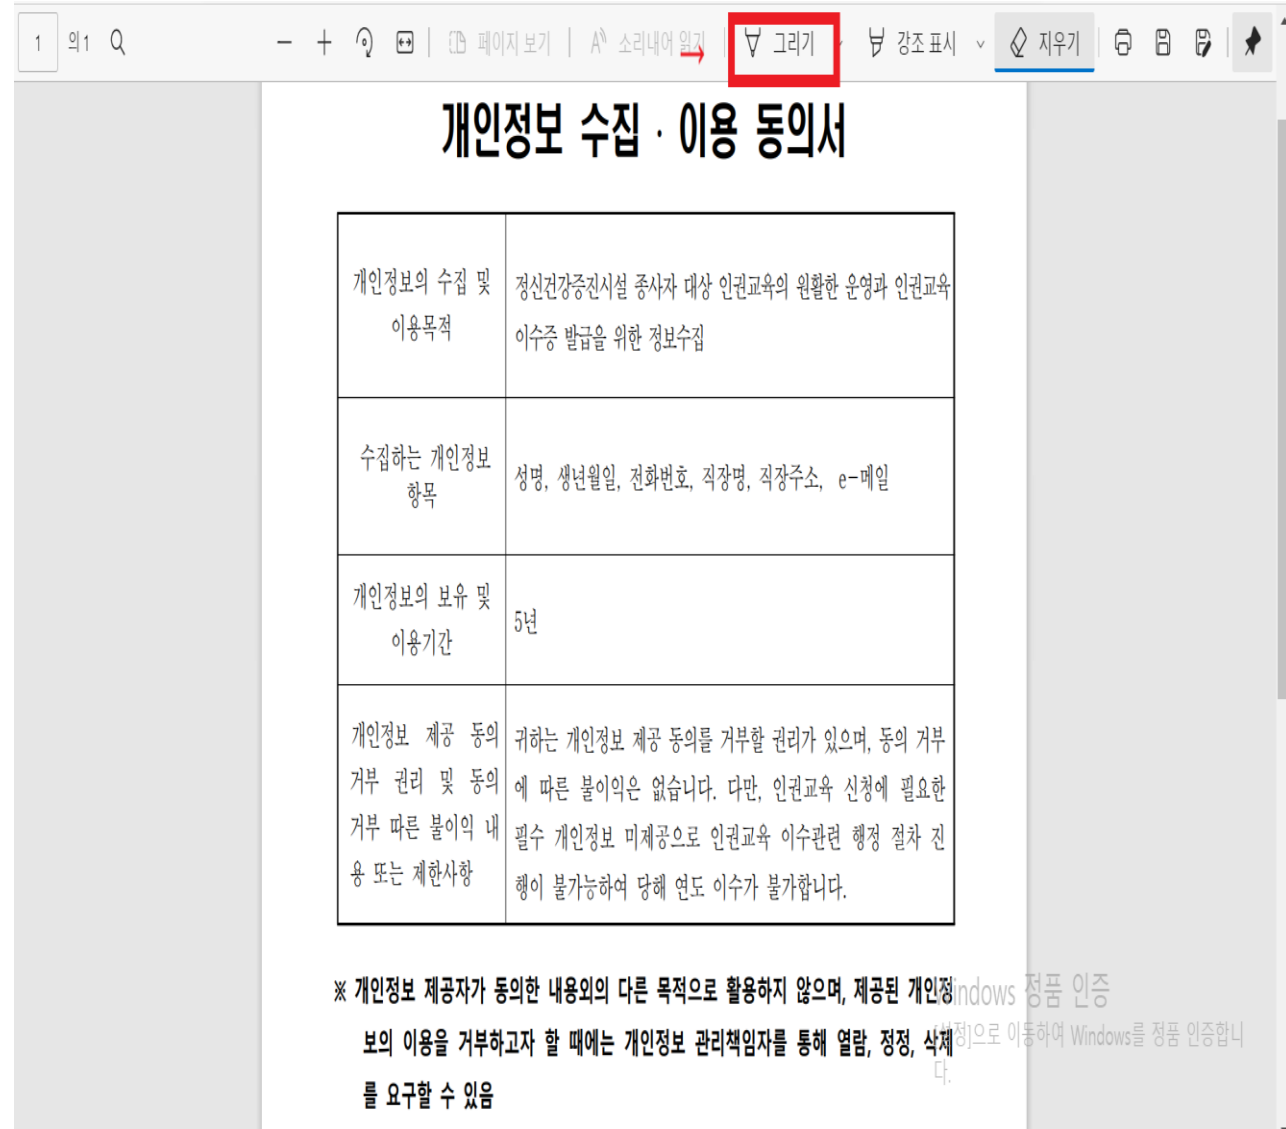 1 의 1 페이지 보기 소리내어 읽기 그리기 강조 표시 지우기
개인정보 수집 · 이용 동의서
개인정보의 수집 및
이용목적
정신건강증진시설 종사자 대상 인권교육의 원활한 운영과 인권교육
이수증 발급을 위한 정보수집
수집하는 개인정보
항목
성명, 생년월일, 전화번호, 직장명, 직장주소, e-메일
개인정보의 보유 및
이용기간
5년
개인정보 제공 동의
거부 권리 및 동의
거부 따른 불이익 내
용 또는 제한사항
귀하는 개인정보 제공 동의를 거부할 권리가 있으며, 동의 거부
에 따른 불이익은 없습니다. 다만, 인권교육 신청에 필요한
필수 개인정보 미제공으로 인권교육 이수관련 행정 절차 진
행이 불가능하여 당해 연도 이수가 불가합니다.
※ 개인정보 제공자가 동의한 내용외의 다른 목적으로 활용하지 않으며, 제공된 개인정
보의 이용을 거부하고자 할 때에는 개인정보 관리책임자를 통해 열람, 정정, 삭제
를 요구할 수 있음
Windows 정품 인증
[설정]으로 이동하여 Windows를 정품 인증합니
다.